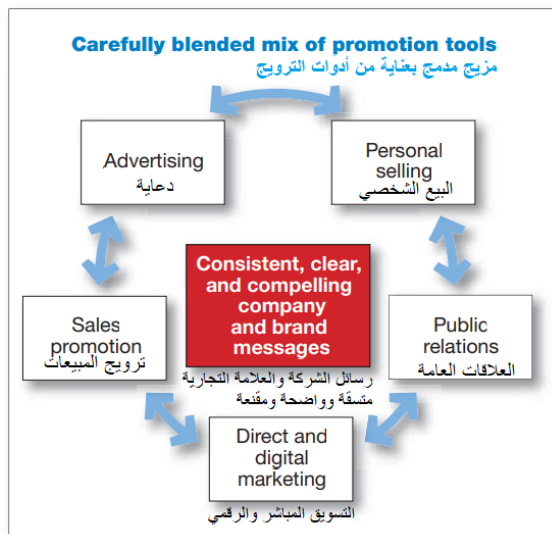 Carefully blended mix of promotion tools
مزيج مدمج بعناية من أدوات الترويج
Advertising
دعاية
Personal
selling
البيع الشخصي
Consistent, clear,
and compelling
company
and brand
messages
رسائل الشركة والعلامة التجارية
متسقة وواضحة ومقنعة
Sales
promotion
ترويج المبيعات
Public
relations
العلاقات العامة
Direct and
digital
marketing
التسويق المباشر والرقمي